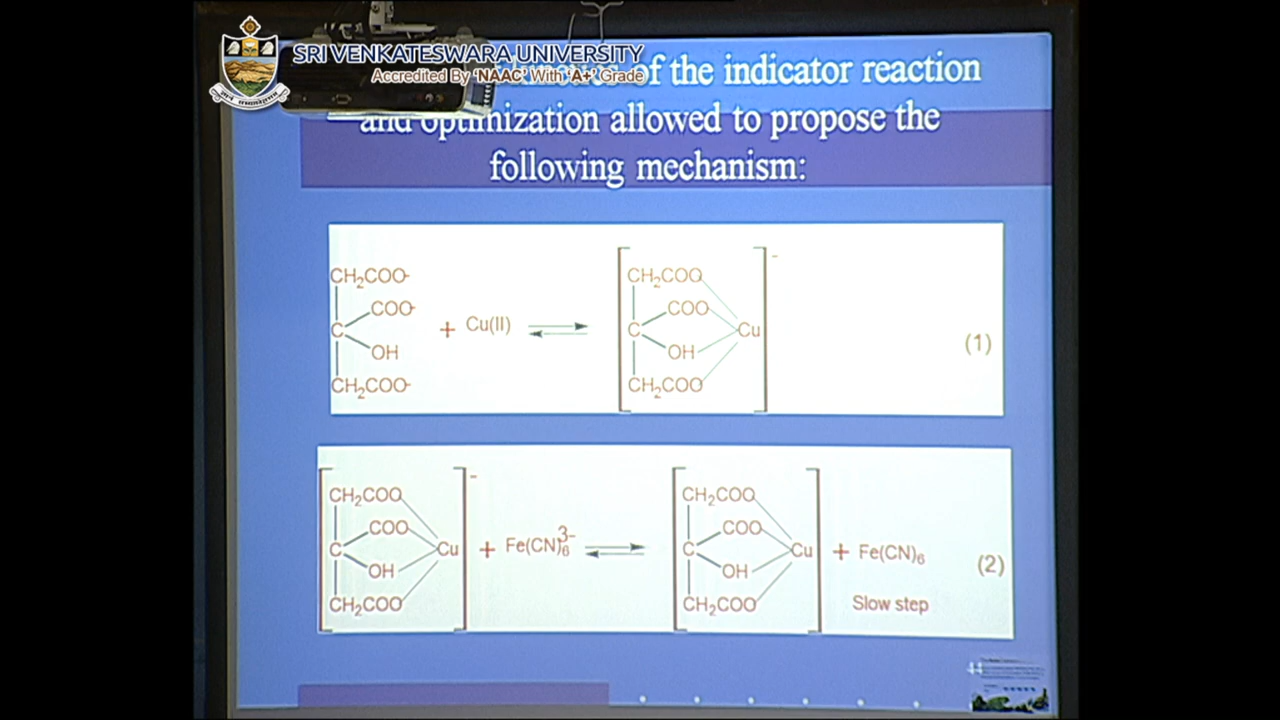 SRI VENKATESWARA UNIVERSITY
Accredited By 'NAAC' With 'A+' Grade
of the indicator reaction
and optimization allowed to propose the
following mechanism:
CH2COO-
COO-
C
OH
CH2COO-
+ Cu(II)
CH2COO
COO
C
Cu
OH
CH2COO
-
(1)
CH2COO
COO
C
Cu
OH
CH2COO
-
+ Fe(CN)6 3-
CH2COO
COO
C
Cu
OH
CH2COO
+ Fe(CN)6
Slow step
(2)